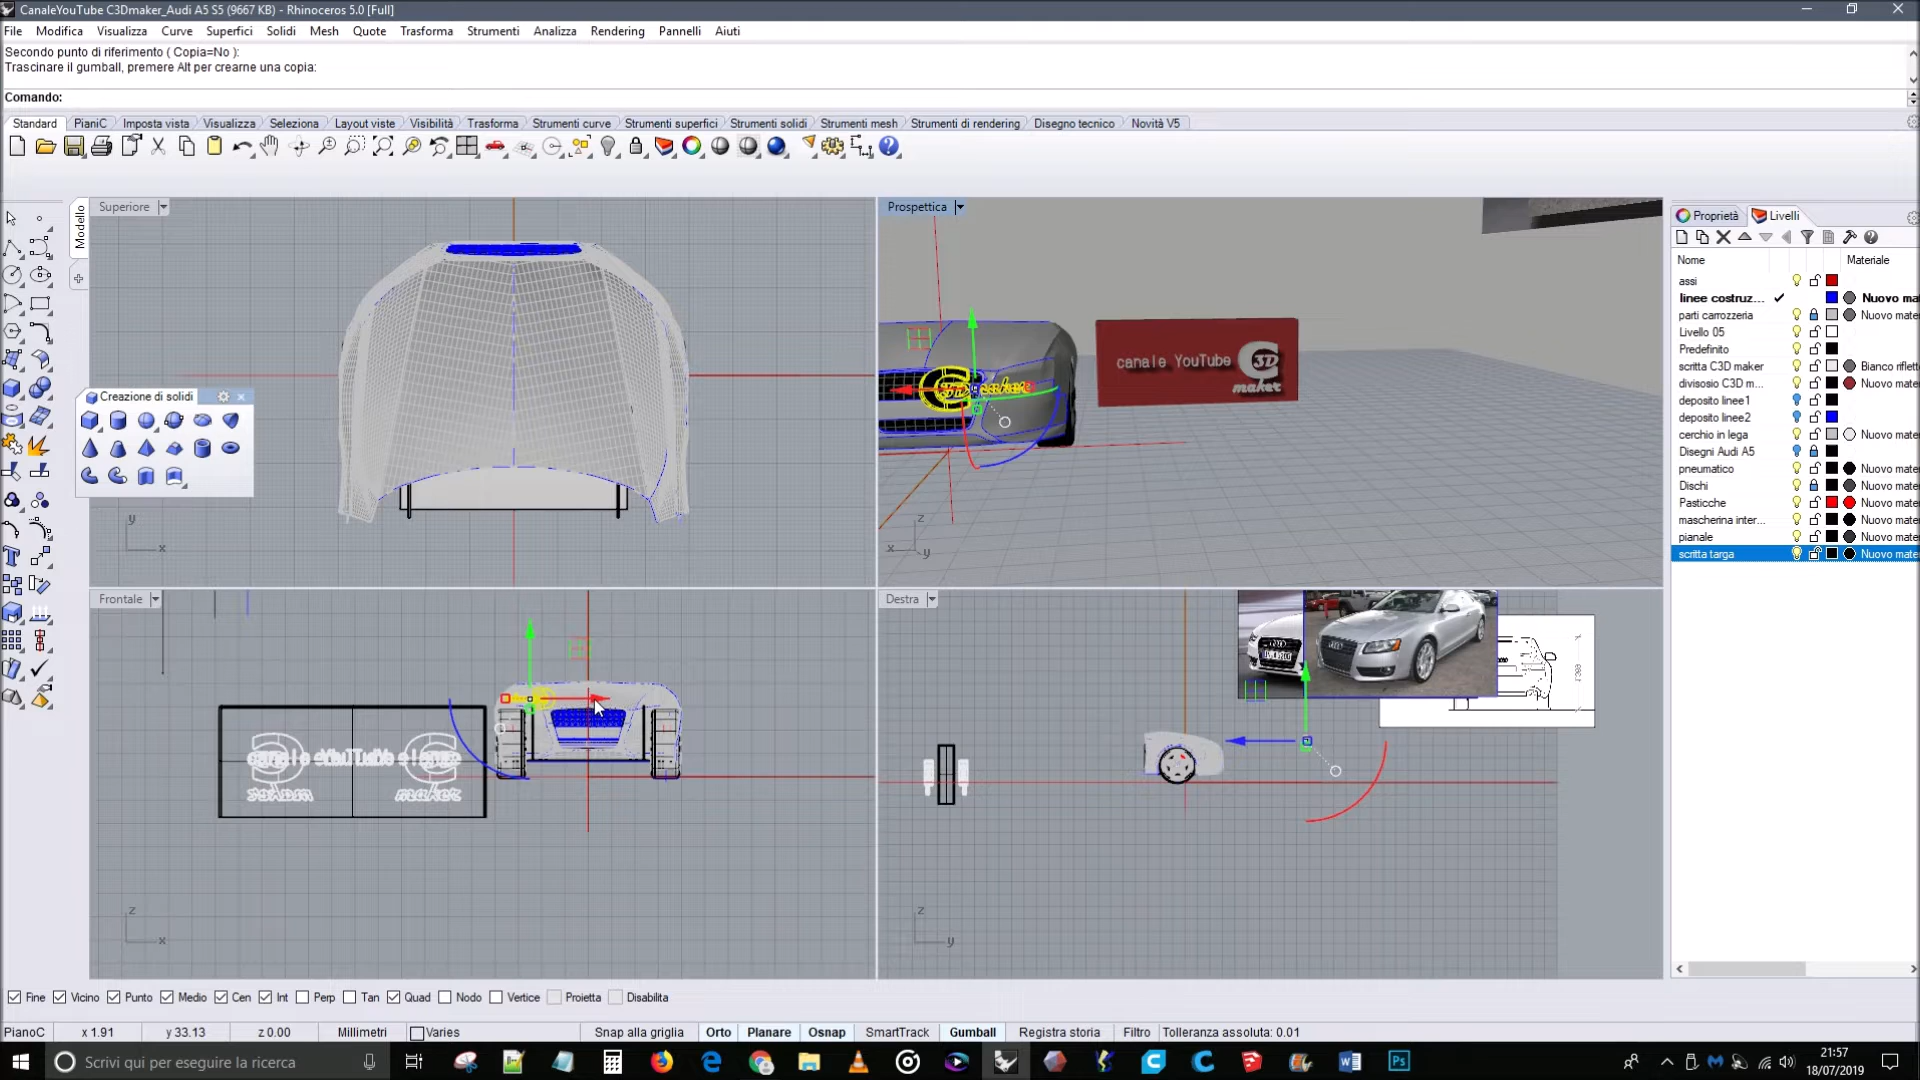 CanaleYouTube C3Dmaker_Audi A5 S5 (9667 KB) - Rhinoceros 5.0 [Full]
File Modifica Visualizza Curve Superfici Solidi Mesh Quote Trasforma Strumenti Analizza Rendering Pannelli Aiuti
Secondo punto di riferimento ( Copia=No ):
Trascinare il gumball, premere Alt per crearne una copia:
Comando:
Standard PianiC Imposta vista Visualizza Seleziona Layout viste Visibilità Trasforma Strumenti curve Strumenti superfici Strumenti solidi Strumenti mesh Strumenti di rendering Disegno tecnico Novità V5
Modello
Superiore
Prospettica
Creazione di solidi
canale YouTube C 3D
maker
y
x
z
x
y
Frontale
Destra
canale YouTube
z
x
z
y
Proprietà Livelli
Nome Materiale
assi
linee costruz... Nuovo ma
parti carrozzeria Nuovo mate
Livello 05
Predefinito
scritta C3D maker Bianco riflett
divisosio C3D m... Nuovo mate
deposito linee1
deposito linee2
cerchio in lega Nuovo mate
Disegni Audi A5
pneumatico Nuovo mate
Dischi Nuovo mate
Pasticche Nuovo mate
mascherina inter... Nuovo mate
pianale Nuovo mate
scritta targa Nuovo mate
Fine Vicino Punto Medio Cen Int Perp Tan Quad Nodo Vertice Proietta Disabilita
PianoC x 1.91 y 33.13 z 0.00 Millimetri Varies Snap alla griglia Orto Planare Osnap SmartTrack Gumball Registra storia Filtro Tolleranza assoluta: 0.01
Scrivi qui per eseguire la ricerca
21:57
18/07/2019